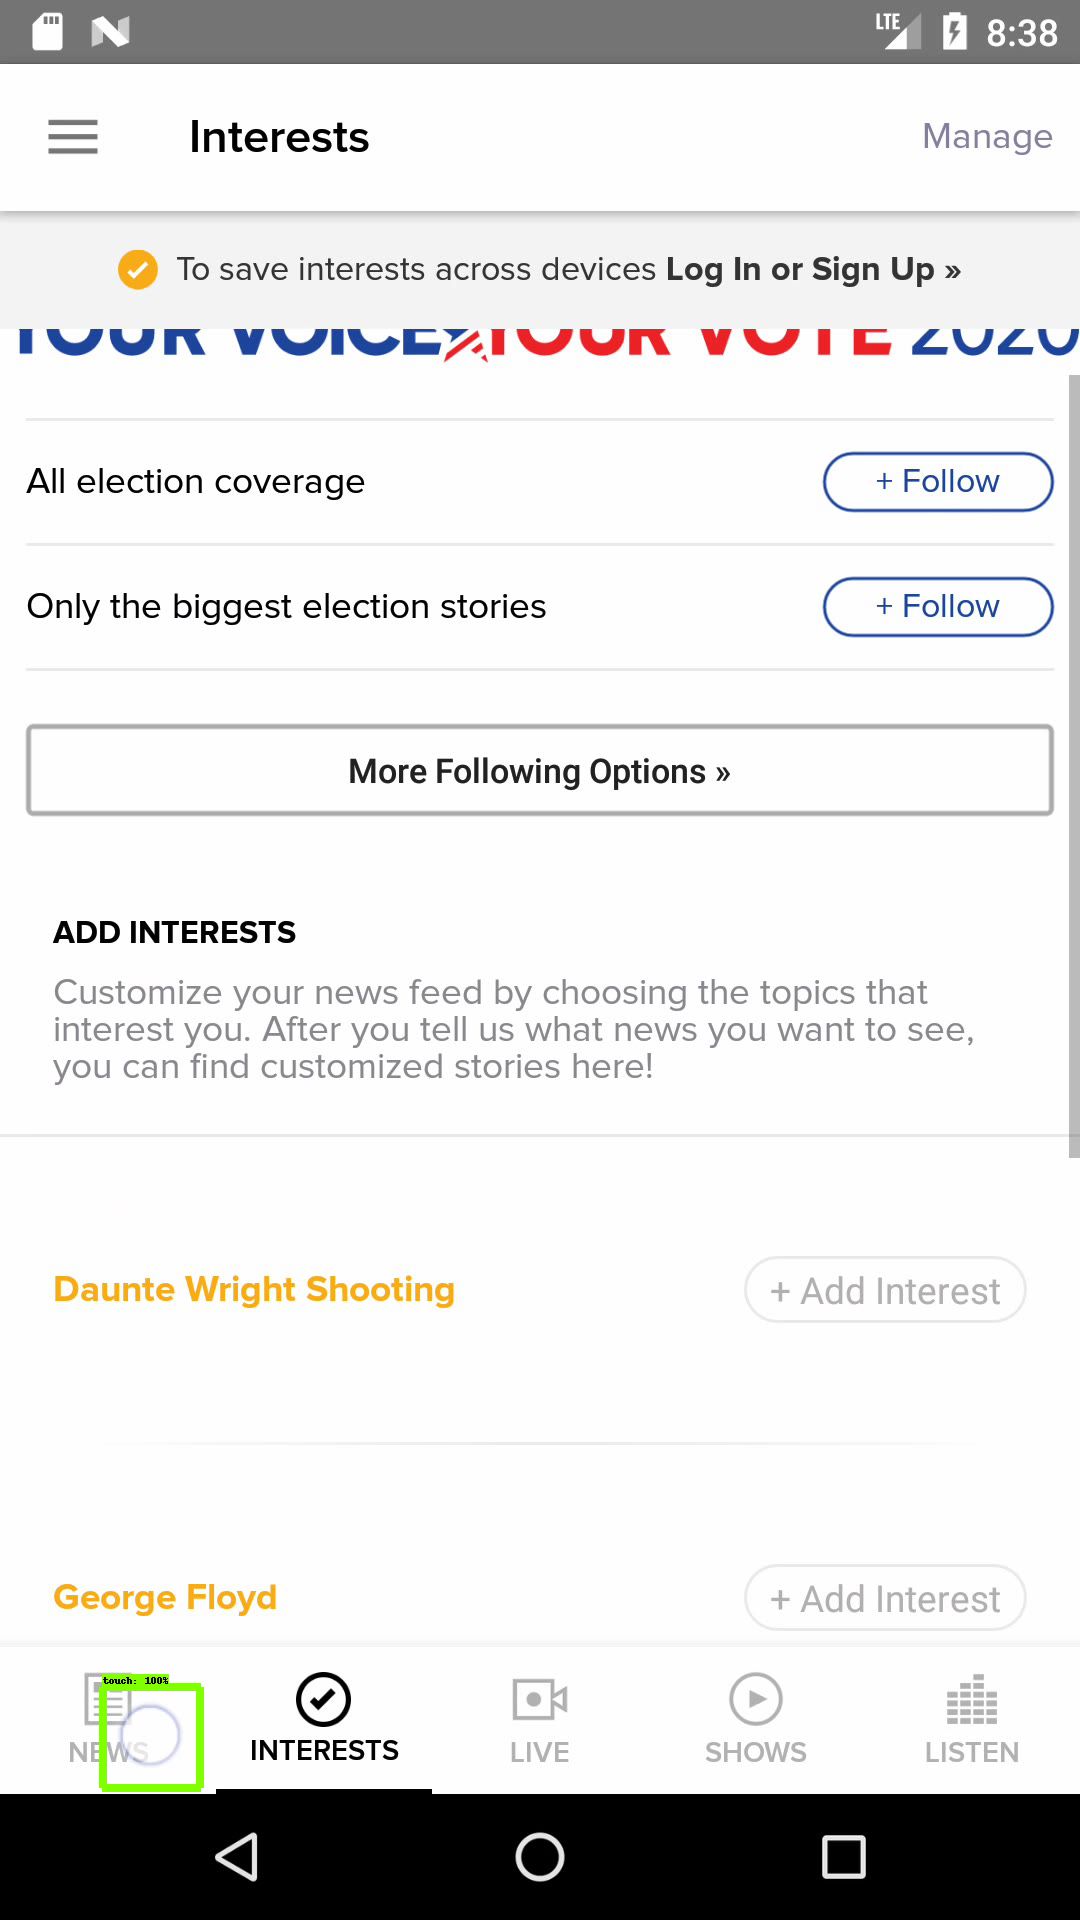 LTE 8:38
Interests Manage
To save interests across devices Log In or Sign Up »
YOUR VOICE YOUR VOTE 2020
All election coverage + Follow
Only the biggest election stories + Follow
More Following Options »
ADD INTERESTS
Customize your news feed by choosing the topics that
interest you. After you tell us what news you want to see,
you can find customized stories here!
Daunte Wright Shooting + Add Interest
George Floyd + Add Interest
touch: 100%
NEWS INTERESTS LIVE SHOWS LISTEN